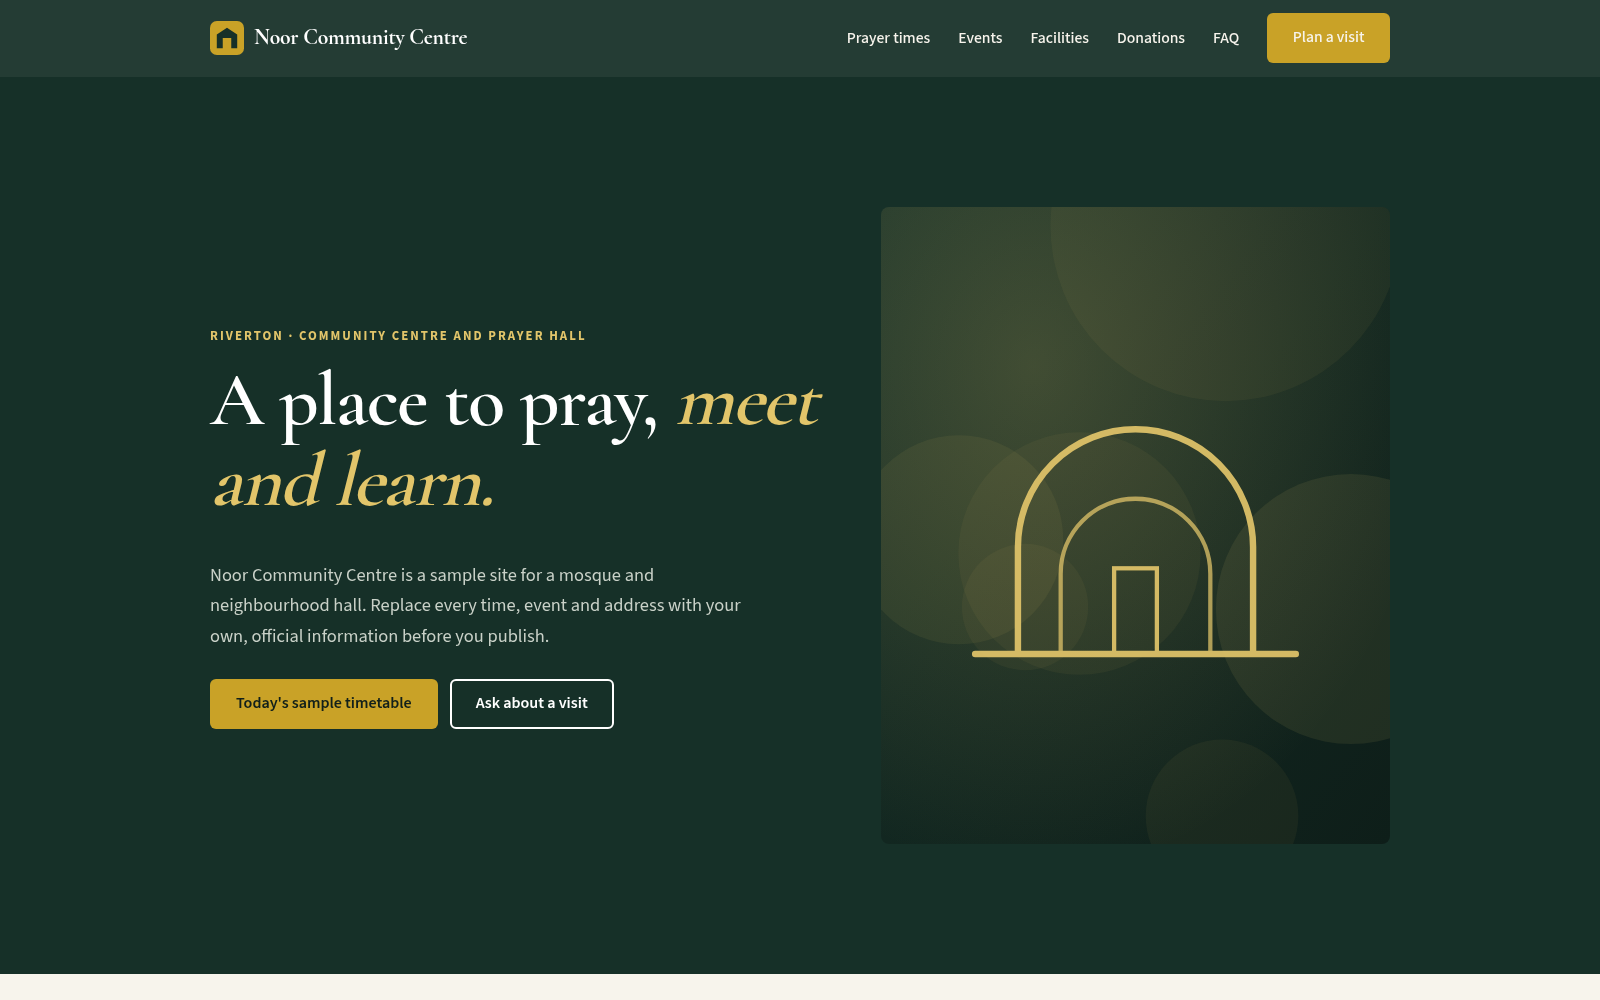 Noor Community Centre
Prayer times
Events
Facilities
Donations
FAQ
Plan a visit
RIVERTON · COMMUNITY CENTRE AND PRAYER HALL
A place to pray, meet
and learn.
Noor Community Centre is a sample site for a mosque and
neighbourhood hall. Replace every time, event and address with your
own, official information before you publish.
Today's sample timetable
Ask about a visit